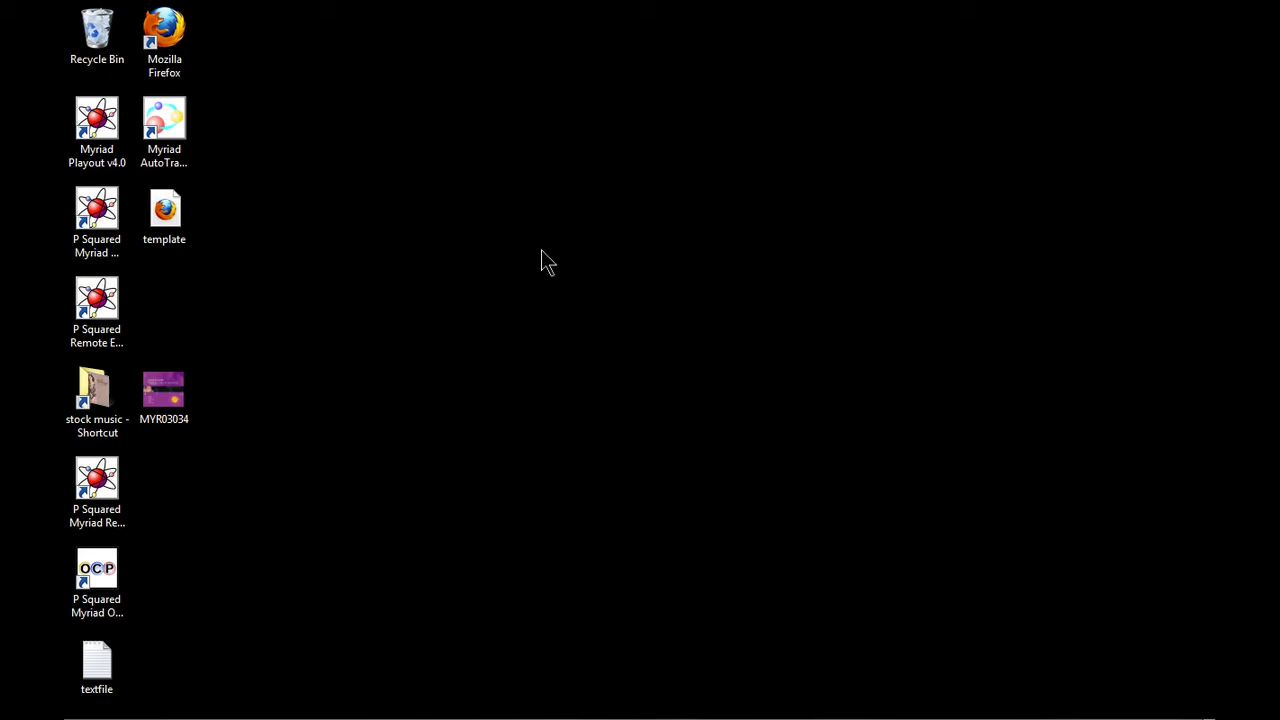 Recycle Bin
Mozilla
Firefox
Myriad
Playout v4.0
Myriad
AutoTra...
P Squared
Myriad ...
template
P Squared
Remote E...
stock music -
Shortcut
MYR03034
P Squared
Myriad Re...
OCP
P Squared
Myriad O...
textfile